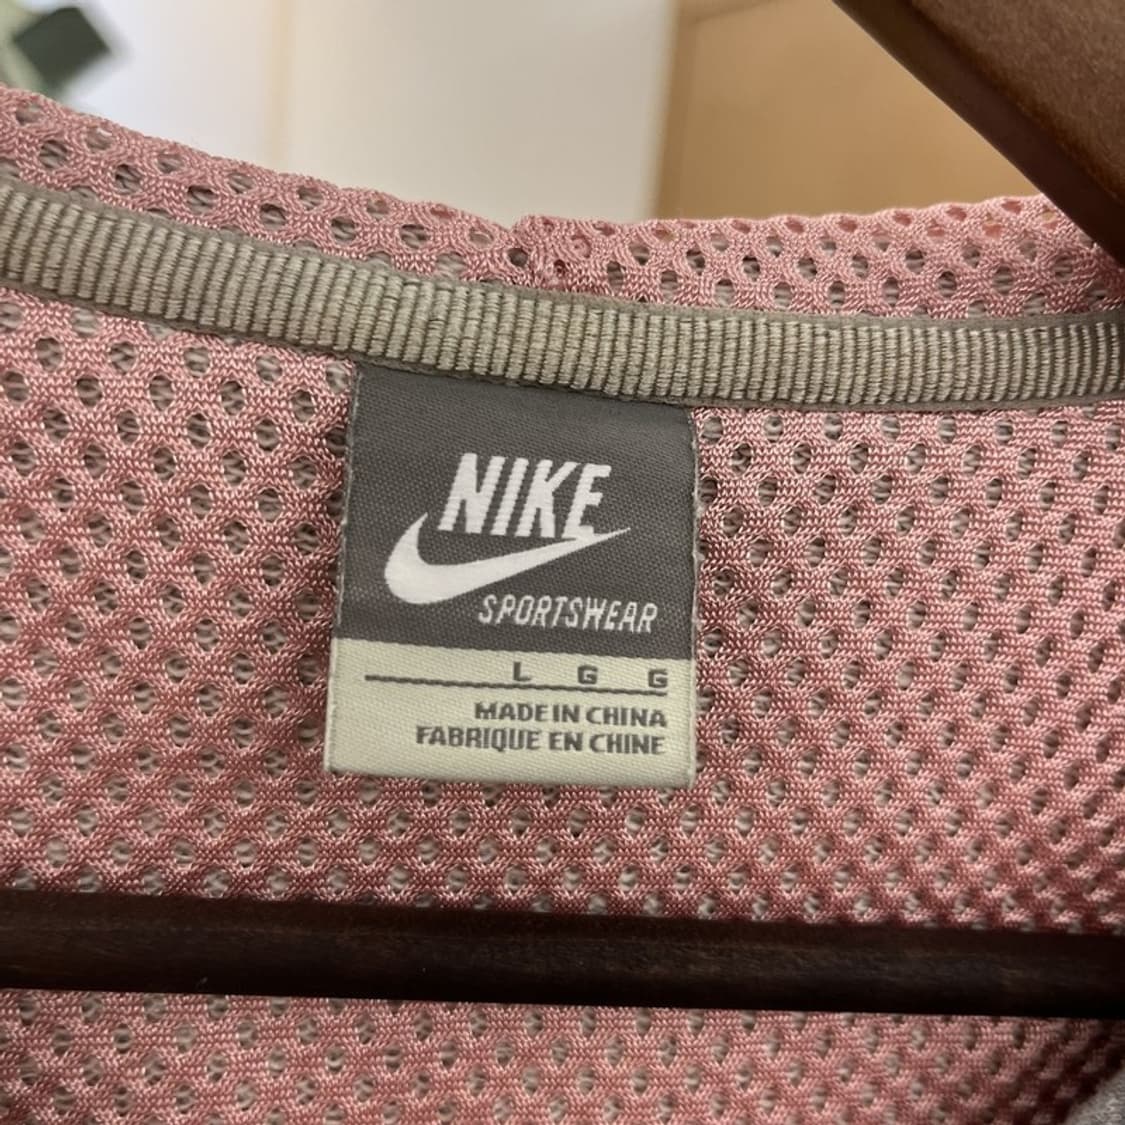 NIKE
SPORTSWEAR
L G G
MADE IN CHINA
FABRIQUE EN CHINE